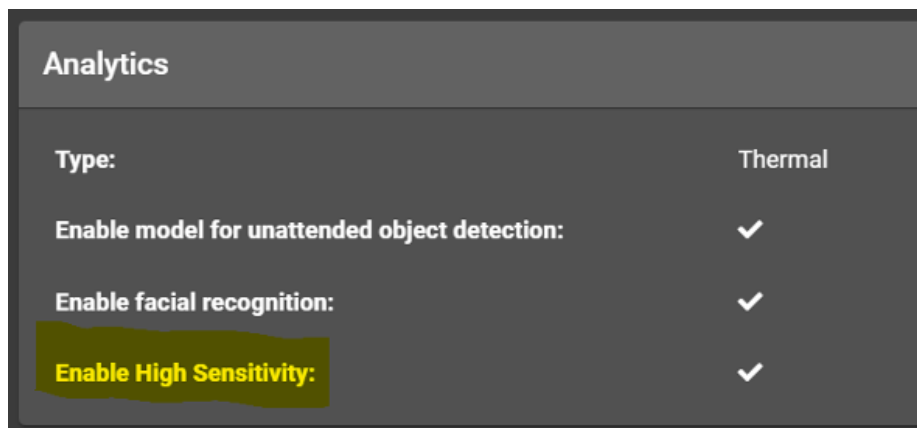 Analytics
Type: Thermal
Enable model for unattended object detection: ✔
Enable facial recognition: ✔
Enable High Sensitivity: ✔